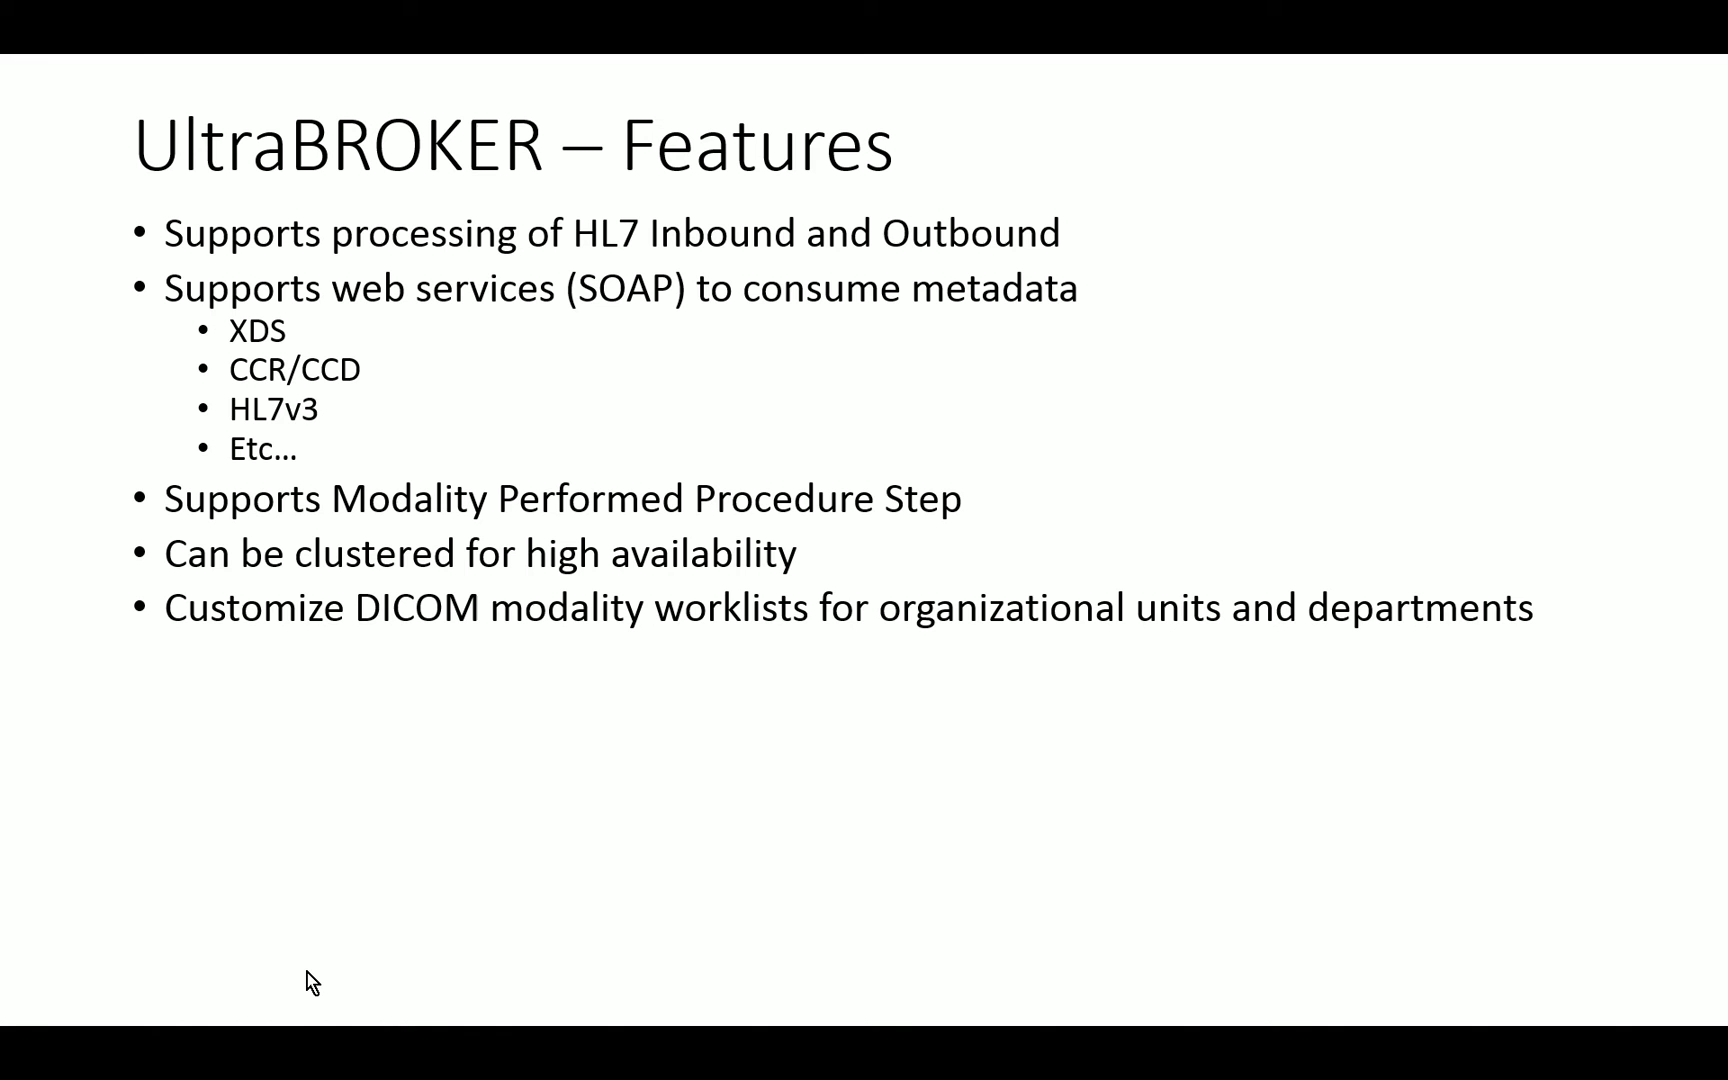 UltraBROKER – Features
• Supports processing of HL7 Inbound and Outbound
• Supports web services (SOAP) to consume metadata
• XDS
• CCR/CCD
• HL7v3
• Etc...
• Supports Modality Performed Procedure Step
• Can be clustered for high availability
• Customize DICOM modality worklists for organizational units and departments